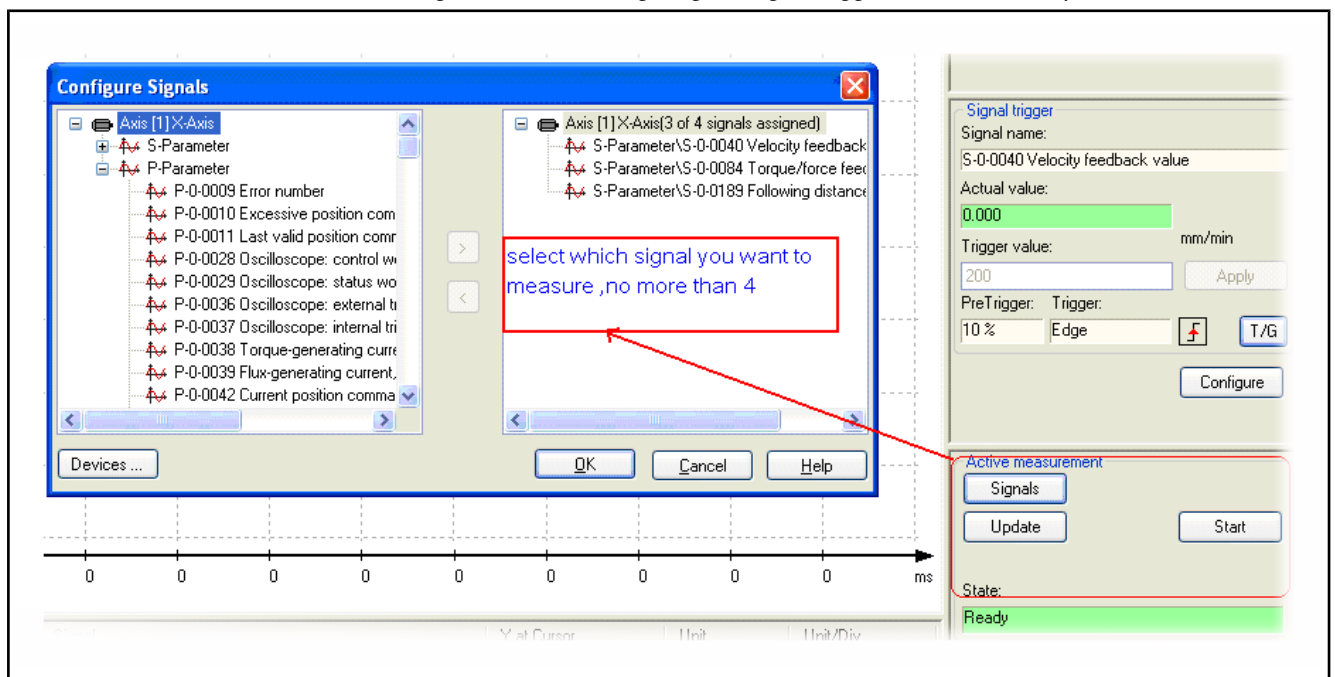 Configure Signals
Axis [1] X-Axis
S-Parameter
P-Parameter
P-0-0009 Error number
P-0-0010 Excessive position com
P-0-0011 Last valid position comr
P-0-0028 Oscilloscope: control w
P-0-0029 Oscilloscope: status wo
P-0-0036 Oscilloscope: external t
P-0-0037 Oscilloscope: internal tri
P-0-0038 Torque-generating curre
P-0-0039 Flux-generating current,
P-0-0042 Current position comma
Devices ...
>
<
Axis [1] X-Axis(3 of 4 signals assigned)
S-Parameter\S-0-0040 Velocity feedback
S-Parameter\S-0-0084 Torque/force feed
S-Parameter\S-0-0189 Following distance
select which signal you want to
measure ,no more than 4
OK Cancel Help
Signal trigger
Signal name:
S-0-0040 Velocity feedback value
Actual value:
0.000
Trigger value: mm/min
200 Apply
PreTrigger: Trigger:
10 % Edge T/G
Configure
Active measurement
Signals
Update Start
State:
Ready
0 0 0 0 0 0 0 0 0 ms
Y at Cursor Unit Unit/Div